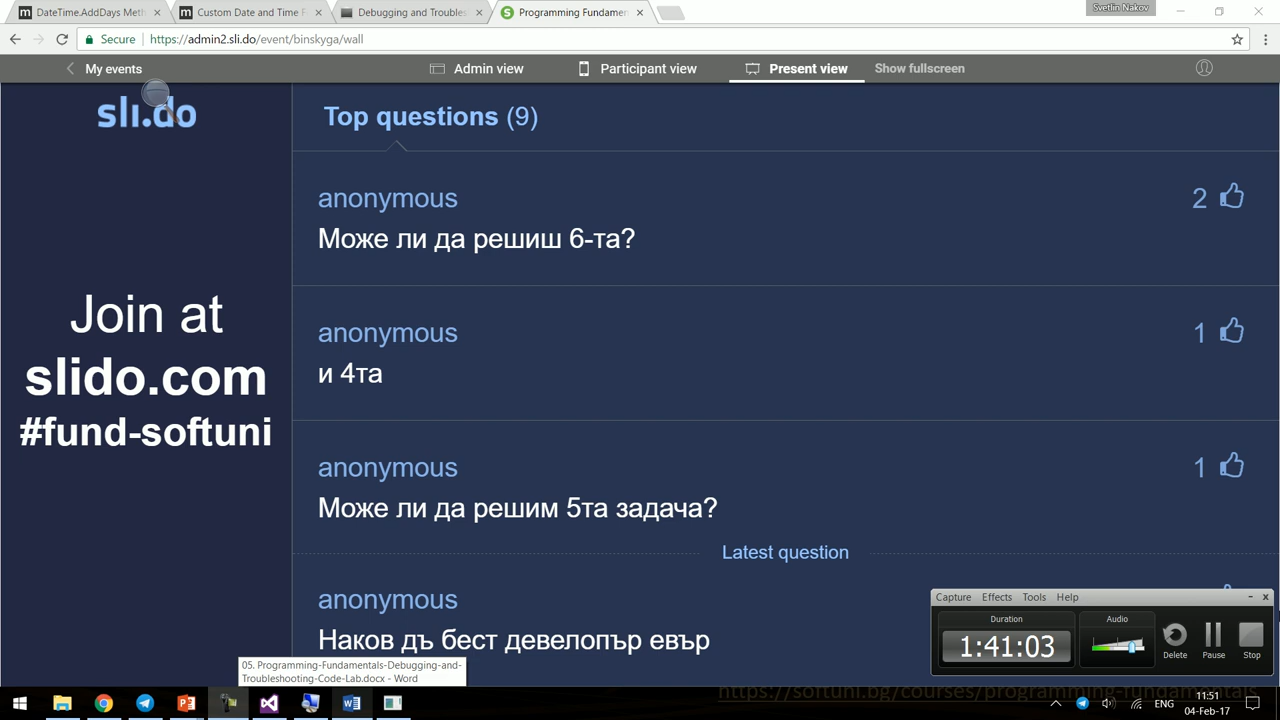 DateTime.AddDays Meth
Custom Date and Time F
Debugging and Troubles
Programming Fundamen
Svetlin Nakov
Secure
https://admin2.sli.do/event/binskyga/wall
My events
Admin view
Participant view
Present view
Show fullscreen
sli.do
Top questions (9)
anonymous
2
Може ли да решиш 6-та?
Join at
slido.com
#fund-softuni
anonymous
1
и 4та
anonymous
1
Може ли да решим 5та задача?
Latest question
anonymous
Наков дъ бест девелопър евър
Capture Effects Tools Help
Duration
1:41:03
Audio
Delete
Pause
Stop
05. Programming-Fundamentals-Debugging-and-
Troubleshooting-Code-Lab.docx - Word
https://softuni.bg/courses/programming-fundamentals
ENG
11:51
04-Feb-17